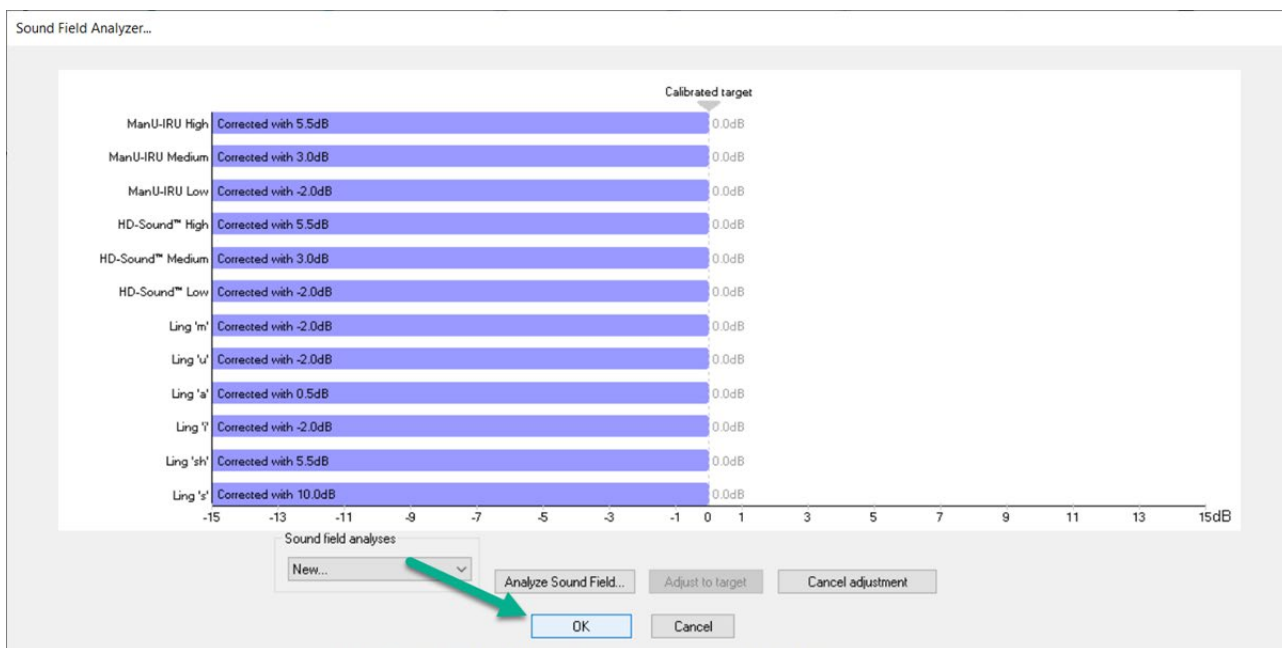 Sound Field Analyzer...
Calibrated target
ManU-IRU High Corrected with 5.5dB 0.0dB
ManU-IRU Medium Corrected with 3.0dB 0.0dB
ManU-IRU Low Corrected with -2.0dB 0.0dB
HD-Sound™ High Corrected with 5.5dB 0.0dB
HD-Sound™ Medium Corrected with 3.0dB 0.0dB
HD-Sound™ Low Corrected with -2.0dB 0.0dB
Ling 'm' Corrected with -2.0dB 0.0dB
Ling 'u' Corrected with -2.0dB 0.0dB
Ling 'a' Corrected with 0.5dB 0.0dB
Ling 'i' Corrected with -2.0dB 0.0dB
Ling 'sh' Corrected with 5.5dB 0.0dB
Ling 's' Corrected with 10.0dB 0.0dB
-15 -13 -11 -9 -7 -5 -3 -1 0 1 3 5 7 9 11 13 15dB
Sound field analyses
New... Analyze Sound Field... Adjust to target Cancel adjustment
OK Cancel